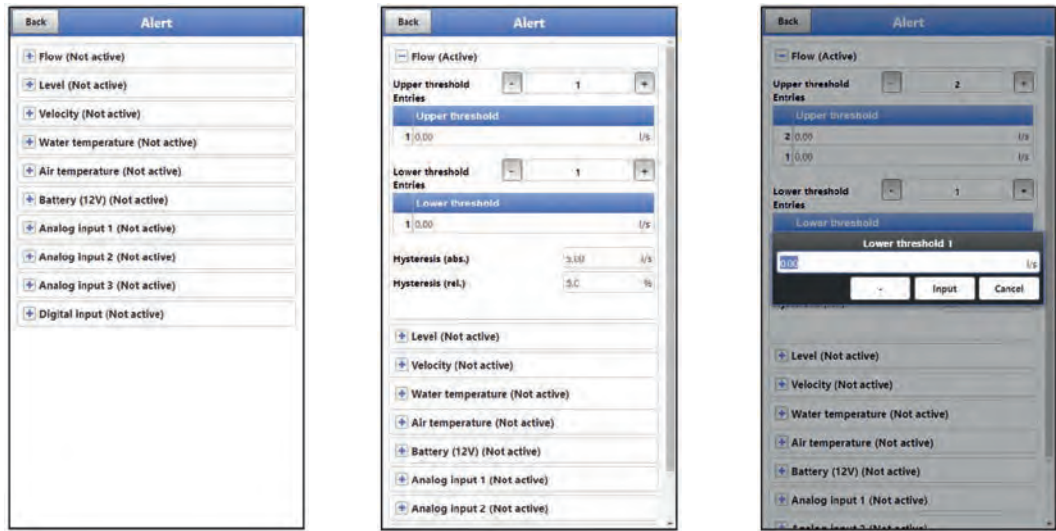 Back Alert
Flow (Not active)
Level (Not active)
Velocity (Not active)
Water temperature (Not active)
Air temperature (Not active)
Battery (12V) (Not active)
Analog input 1 (Not active)
Analog input 2 (Not active)
Analog input 3 (Not active)
Digital input (Not active)
Back Alert
Flow (Active)
Upper threshold - 1 +
Entries
Upper threshold
1 0.00 l/s
Lower threshold - 1 +
Entries
Lower threshold
1 0.00 l/s
Hysteresis (abs.) 5.00 l/s
Hysteresis (rel.) 5.0 %
Level (Not active)
Velocity (Not active)
Water temperature (Not active)
Air temperature (Not active)
Battery (12V) (Not active)
Analog input 1 (Not active)
Analog input 2 (Not active)
Back Alert
Flow (Active)
Upper threshold - 2 +
Entries
Upper threshold
2 0.00 l/s
1 0.00 l/s
Lower threshold - 1 +
Entries
Lower threshold
Lower threshold 1
0.00 l/s
- Input Cancel
Level (Not active)
Velocity (Not active)
Water temperature (Not active)
Air temperature (Not active)
Battery (12V) (Not active)
Analog input 1 (Not active)
Analog input 2 (Not active)